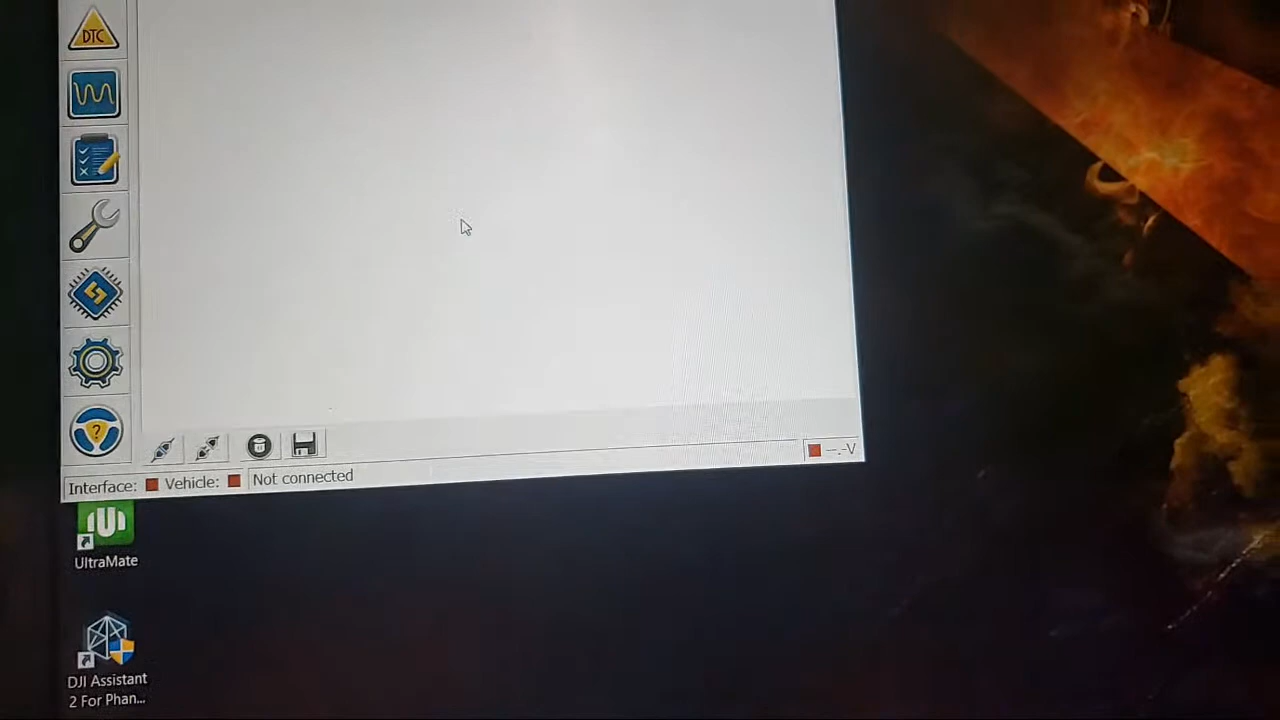 DTC
?
Interface: Vehicle: Not connected
--.-V
UltraMate
DJI Assistant
2 For Phan...